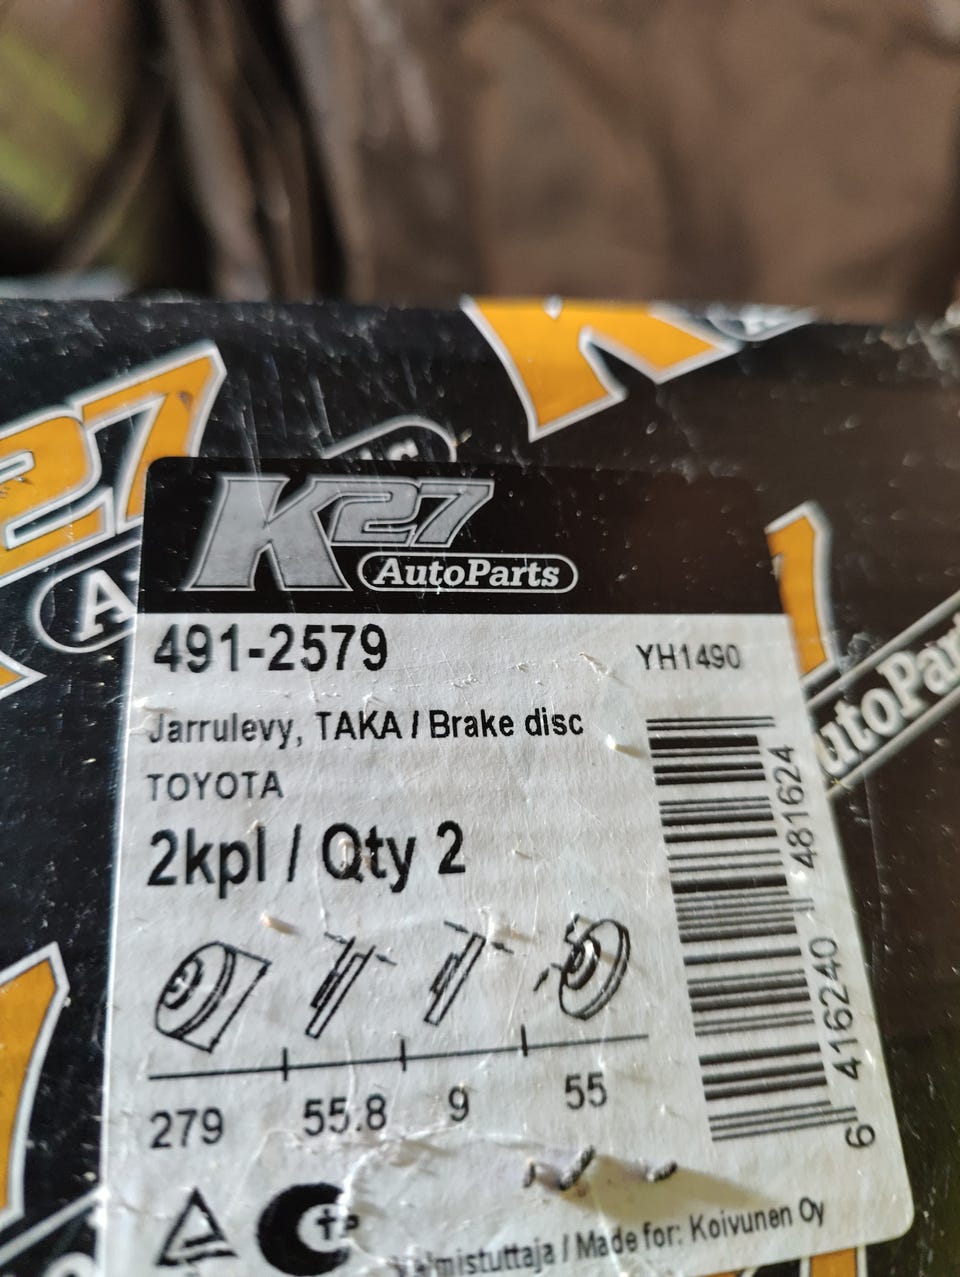 K27
K27
AutoParts
491-2579
YH1490
Jarrulevy, TAKA / Brake disc
TOYOTA
2kpl / Qty 2
279 55.8 9 55
6 416240 481624
/ Made for: Koivunen Oy